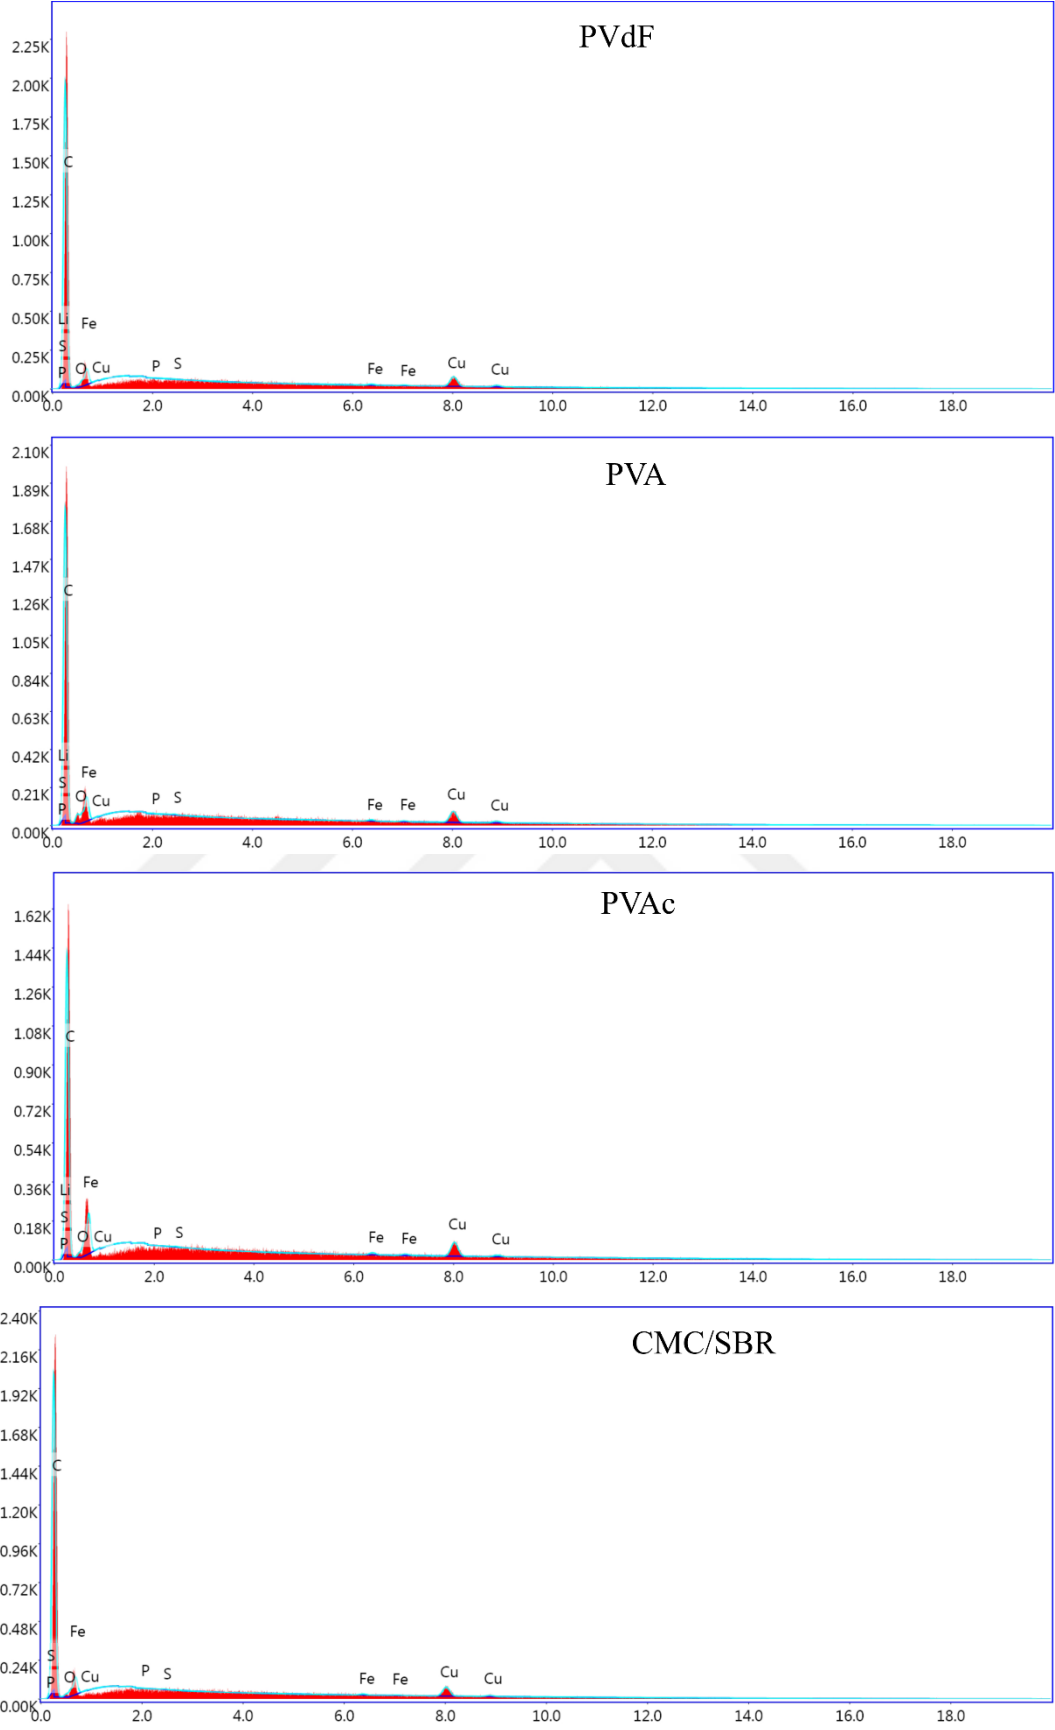 PVdF
2.25K
2.00K
1.75K
1.50K
1.25K
1.00K
0.75K
0.50K
0.25K
0.00K
C
Li
Fe
S
P
O
Cu
P
S
Fe
Fe
Cu
Cu
0.0 2.0 4.0 6.0 8.0 10.0 12.0 14.0 16.0 18.0
PVA
2.10K
1.89K
1.68K
1.47K
1.26K
1.05K
0.84K
0.63K
0.42K
0.21K
0.00K
C
Li
Fe
S
P
O
Cu
P
S
Fe
Fe
Cu
Cu
0.0 2.0 4.0 6.0 8.0 10.0 12.0 14.0 16.0 18.0
PVAc
1.62K
1.44K
1.26K
1.08K
0.90K
0.72K
0.54K
0.36K
0.18K
0.00K
C
Li
Fe
S
P
O
Cu
P
S
Fe
Fe
Cu
Cu
0.0 2.0 4.0 6.0 8.0 10.0 12.0 14.0 16.0 18.0
CMC/SBR
2.40K
2.16K
1.92K
1.68K
1.44K
1.20K
0.96K
0.72K
0.48K
0.24K
0.00K
C
Fe
S
P
O
Cu
P
S
Fe
Fe
Cu
Cu
0.0 2.0 4.0 6.0 8.0 10.0 12.0 14.0 16.0 18.0